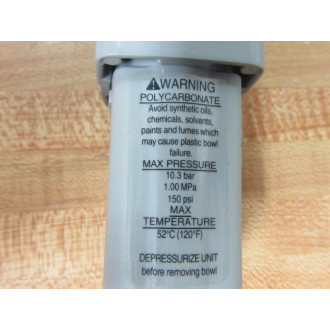 ⚠WARNING
POLYCARBONATE
Avoid synthetic oils,
chemicals, solvents,
paints and fumes which
may cause plastic bowl
failure.
MAX PRESSURE
10.3 bar
1.00 MPa
150 psi
MAX
TEMPERATURE
52°C (120°F)
DEPRESSURIZE UNIT
before removing bowl